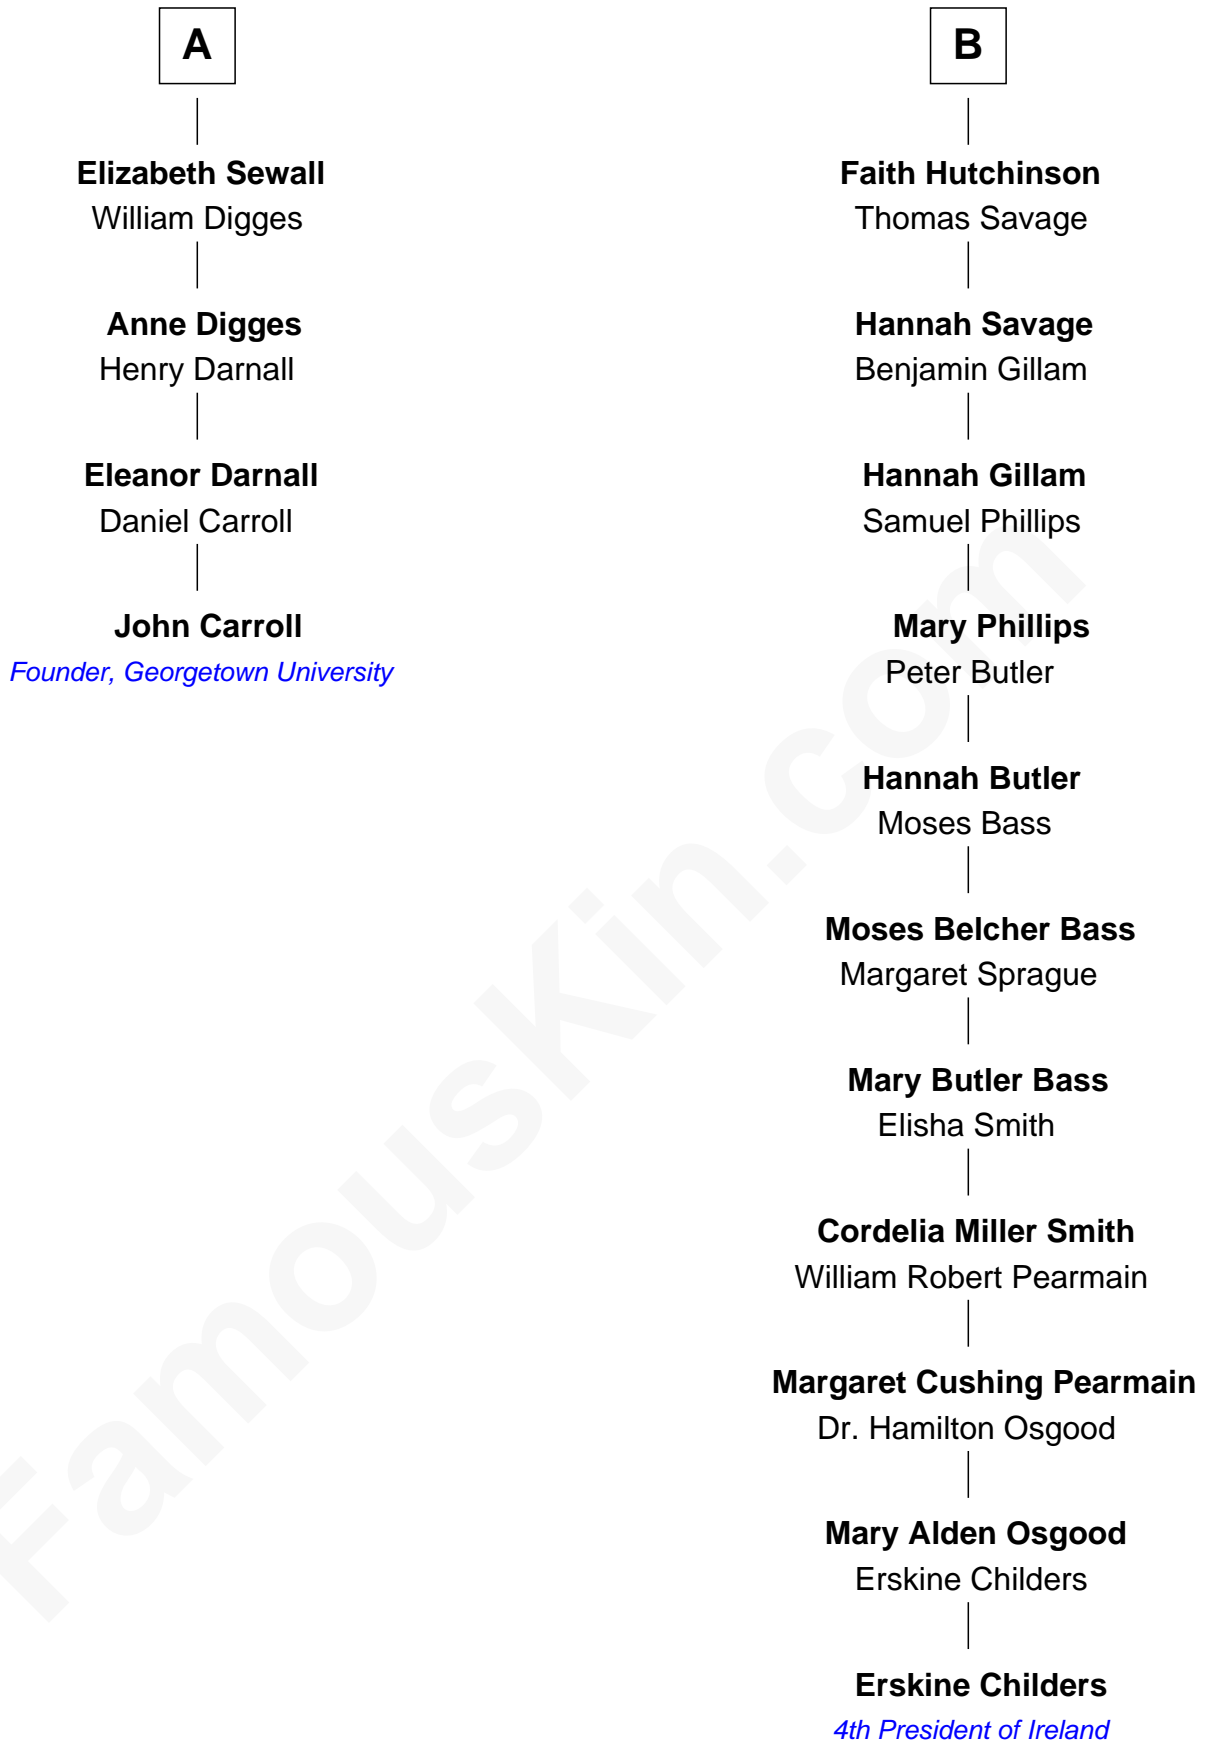 A
Elizabeth Sewall
William Digges
Anne Digges
Henry Darnall
Eleanor Darnall
Daniel Carroll
John Carroll
Founder, Georgetown University
B
Faith Hutchinson
Thomas Savage
Hannah Savage
Benjamin Gillam
Hannah Gillam
Samuel Phillips
Mary Phillips
Peter Butler
Hannah Butler
Moses Bass
Moses Belcher Bass
Margaret Sprague
Mary Butler Bass
Elisha Smith
Cordelia Miller Smith
William Robert Pearmain
Margaret Cushing Pearmain
Dr. Hamilton Osgood
Mary Alden Osgood
Erskine Childers
Erskine Childers
4th President of Ireland
FamousKin.com